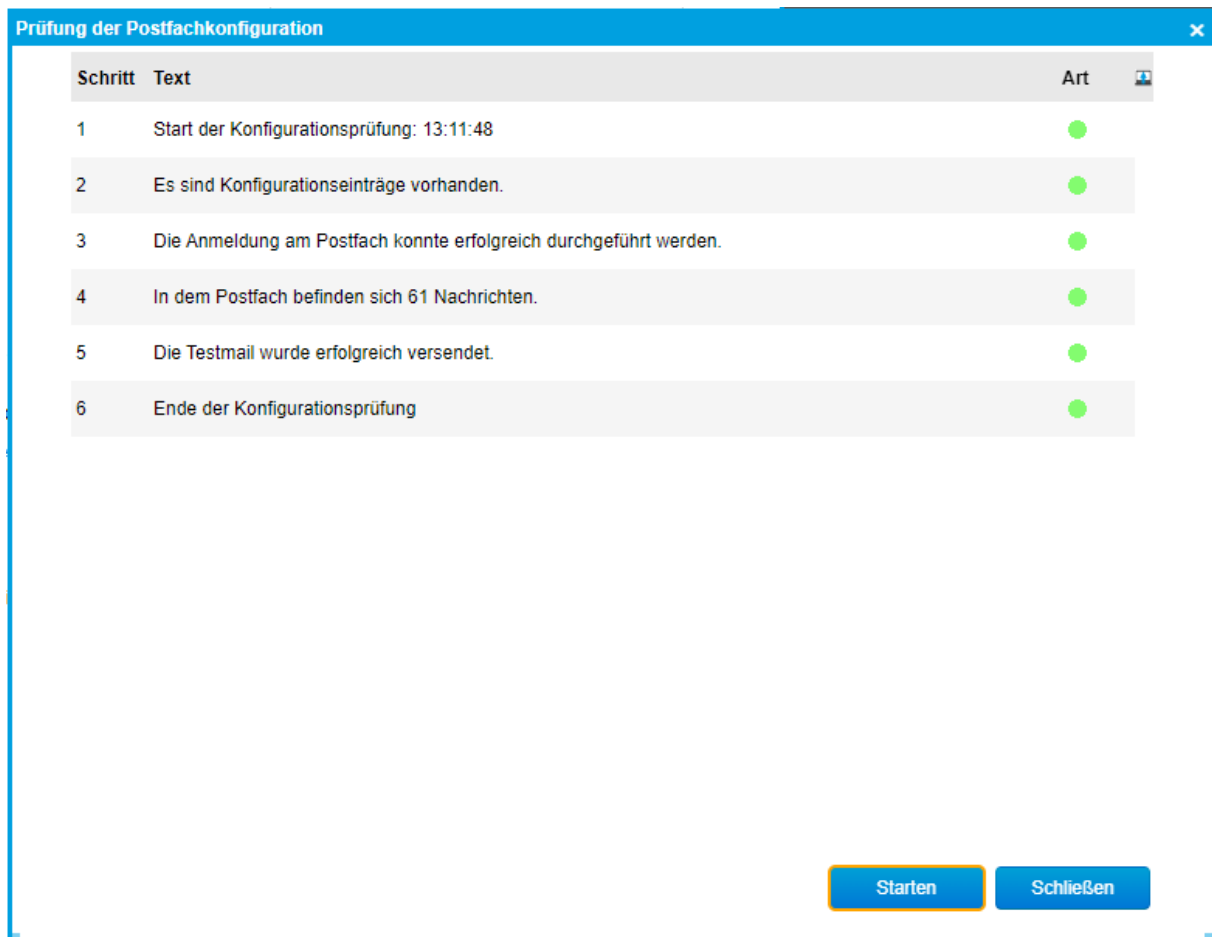 Prüfung der Postfachkonfiguration
Schritt Text Art
1 Start der Konfigurationsprüfung: 13:11:48
2 Es sind Konfigurationseinträge vorhanden.
3 Die Anmeldung am Postfach konnte erfolgreich durchgeführt werden.
4 In dem Postfach befinden sich 61 Nachrichten.
5 Die Testmail wurde erfolgreich versendet.
6 Ende der Konfigurationsprüfung
Starten Schließen